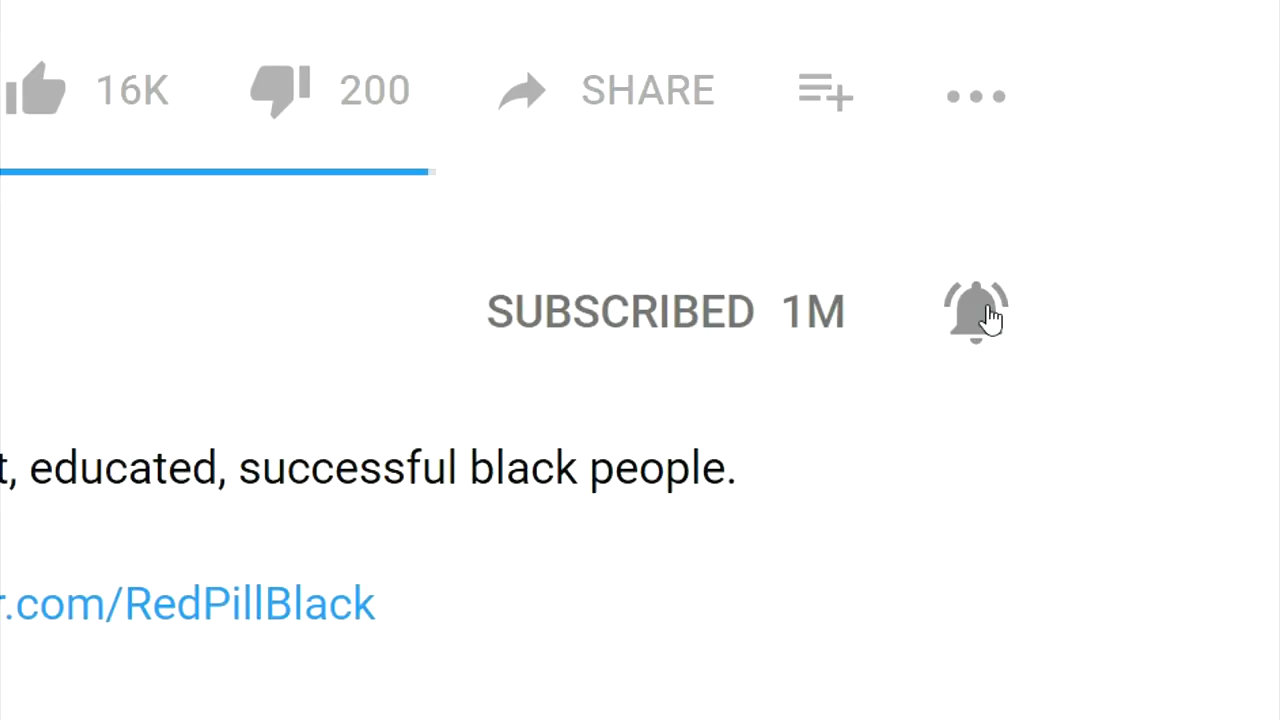 16K 200 SHARE
SUBSCRIBED 1M
t, educated, successful black people.
r.com/RedPillBlack